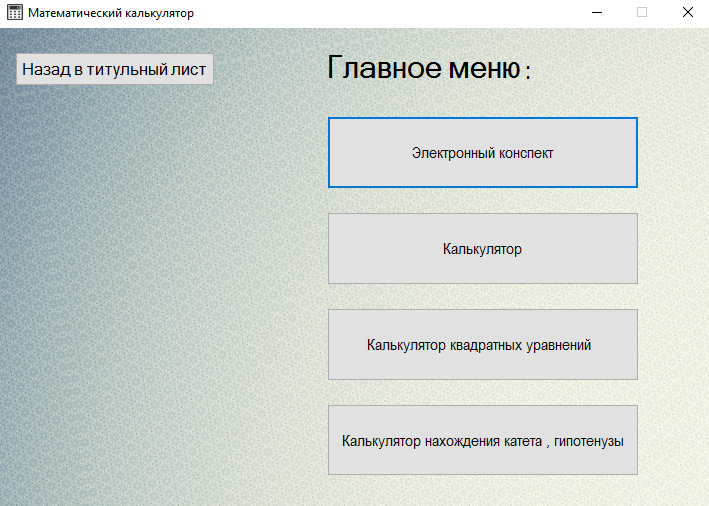 Математический калькулятор
Назад в титульный лист
Главное меню :
Электронный конспект
Калькулятор
Калькулятор квадратных уравнений
Калькулятор нахождения катета , гипотенузы